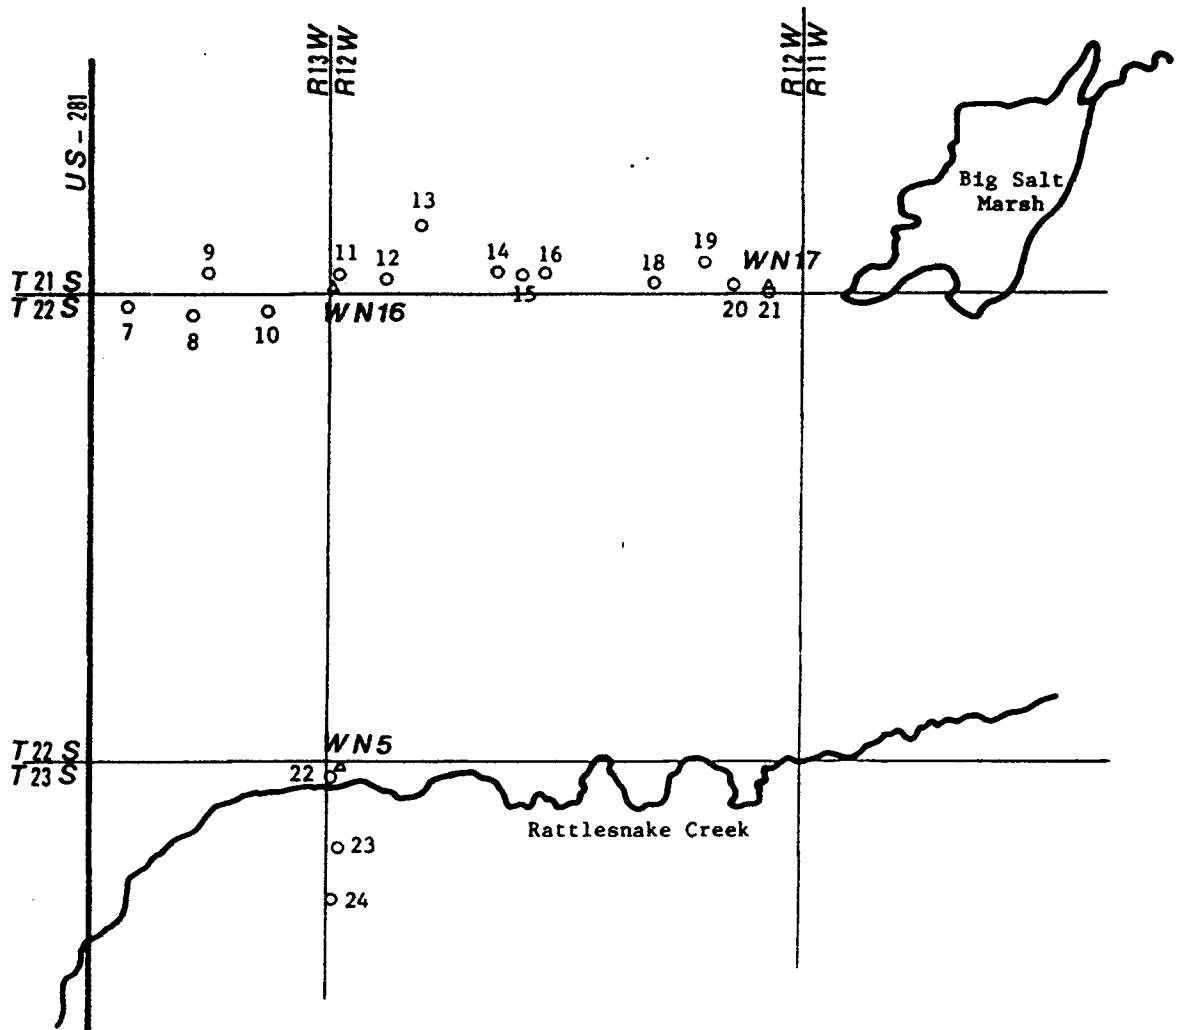 R13W
R12W
R12W
R11W
US-281
Big Salt
Marsh
13
9
11
12
14
16
19
18
WN17
T21S
T22S
15
WN16
7
8
10
20
21
WN5
T22S
T23S
22
Rattlesnake Creek
23
24